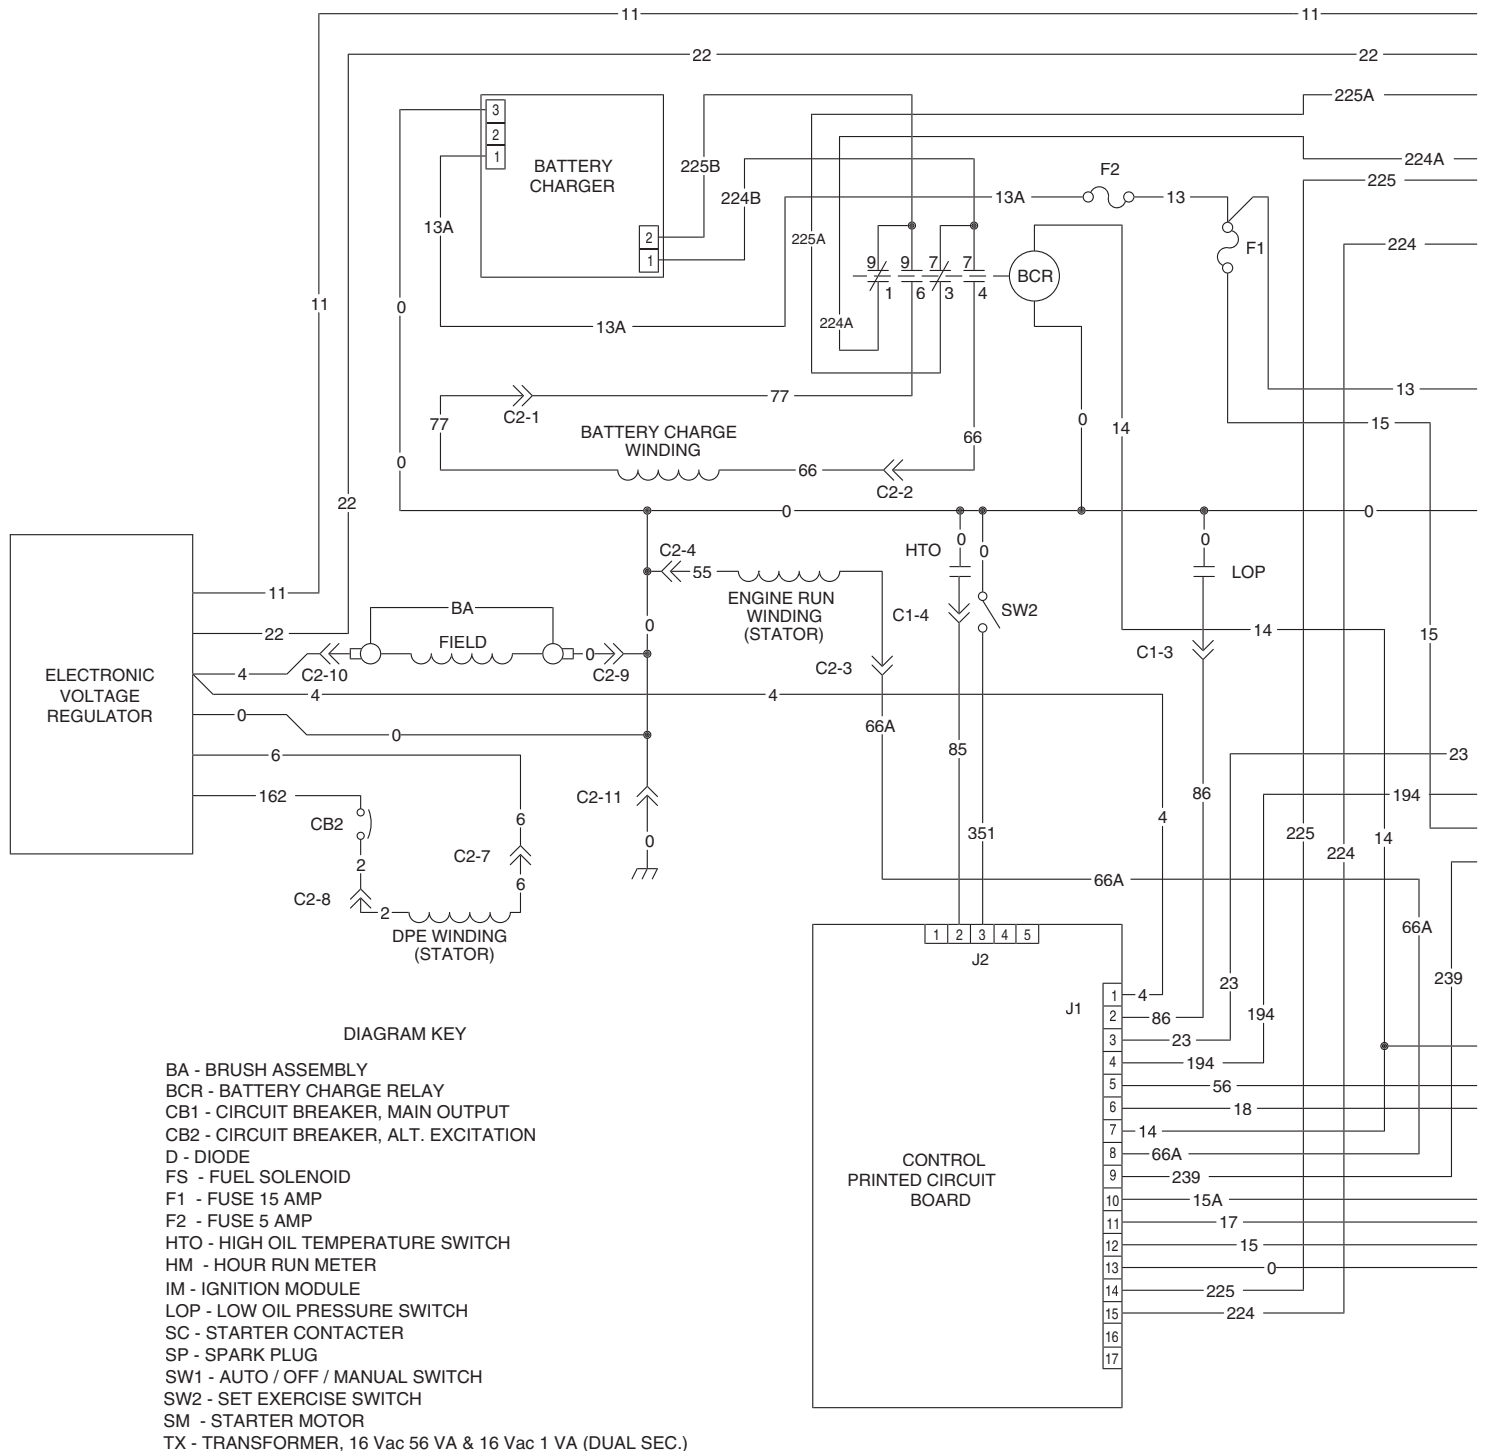 11
11
22
22
225A
3
2
1
BATTERY
CHARGER
225B
224B
224A
225
F2
13A
13
F1
224
13A
225A
2
1
9
9
7
7
1
6
3
4
BCR
11
0
13A
224A
13
77
C2-1
77
15
BATTERY CHARGE
WINDING
66
0
14
0
66
C2-2
22
0
0
C2-4
55
HTO
0
0
0
LOP
ENGINE RUN
WINDING
(STATOR)
C1-4
SW2
11
BA
22
FIELD
0
14
15
C1-3
4
C2-10
0
C2-9
C2-3
4
4
ELECTRONIC
VOLTAGE
REGULATOR
0
0
66A
85
6
23
162
C2-11
86
194
CB2
6
4
351
225
14
2
C2-7
0
224
6
66A
C2-8
2
DPE WINDING
(STATOR)
66A
1
2
3
4
5
J2
23
239
J1
1
4
194
2
86
3
23
4
194
5
56
6
18
7
14
8
66A
9
239
10
15A
11
17
12
15
13
0
14
225
15
224
16
17
CONTROL
PRINTED CIRCUIT
BOARD
DIAGRAM KEY
BA - BRUSH ASSEMBLY
BCR - BATTERY CHARGE RELAY
CB1 - CIRCUIT BREAKER, MAIN OUTPUT
CB2 - CIRCUIT BREAKER, ALT. EXCITATION
D - DIODE
FS - FUEL SOLENOID
F1 - FUSE 15 AMP
F2 - FUSE 5 AMP
HTO - HIGH OIL TEMPERATURE SWITCH
HM - HOUR RUN METER
IM - IGNITION MODULE
LOP - LOW OIL PRESSURE SWITCH
SC - STARTER CONTACTER
SP - SPARK PLUG
SW1 - AUTO / OFF / MANUAL SWITCH
SW2 - SET EXERCISE SWITCH
SM - STARTER MOTOR
TX - TRANSFORMER, 16 Vac 56 VA & 16 Vac 1 VA (DUAL SEC.)